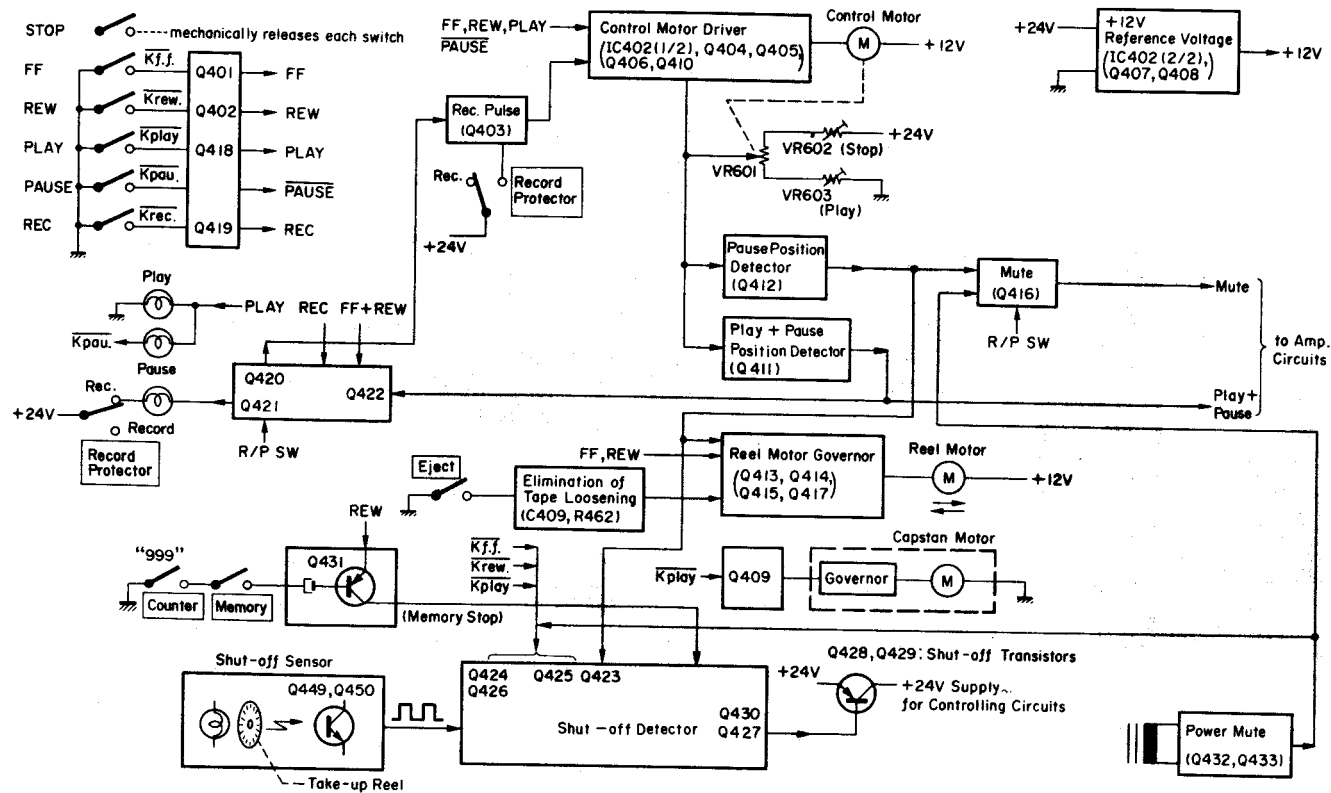 STOP
mechanically releases each switch
FF
Kf.f.
Q401
FF
REW
Krew.
Q402
REW
PLAY
Kplay
Q418
PLAY
PAUSE
Kpau.
PAUSE
REC
Krec.
Q419
REC
FF, REW, PLAY
PAUSE
Control Motor Driver
(IC402(1/2), Q404, Q405,
Q406, Q410)
Control Motor
M
+12V
+24V
+12V
Reference Voltage
(IC402(2/2),
Q407, Q408)
+12V
Rec. Pulse
(Q403)
Rec.
Record
Protector
+24V
+24V
VR602 (Stop)
VR601
VR603
(Play)
Pause Position
Detector
(Q412)
Mute
(Q416)
Mute
R/P SW
to Amp.
Circuits
Play + Pause
Position Detector
(Q411)
Play+
Pause
Play
PLAY
REC
FF+REW
Kpau.
Pause
Q420
Q421
Q422
Rec.
+24V
Record
Record
Protector
R/P SW
FF, REW
Reel Motor Governor
(Q413, Q414,
Q415, Q417)
Reel Motor
M
+12V
Eject
Elimination of
Tape Loosening
(C409, R462)
REW
"999"
Counter
Memory
Q431
(Memory Stop)
Kf.f.
Krew.
Kplay
Kplay
Q409
Capstan Motor
Governor
M
Shut-off Sensor
Q449, Q450
Take-up Reel
Q424
Q426
Q425
Q423
Shut-off Detector
Q430
Q427
Q428, Q429: Shut-off Transistors
+24V
+24V Supply
for Controlling Circuits
Power Mute
(Q432, Q433)